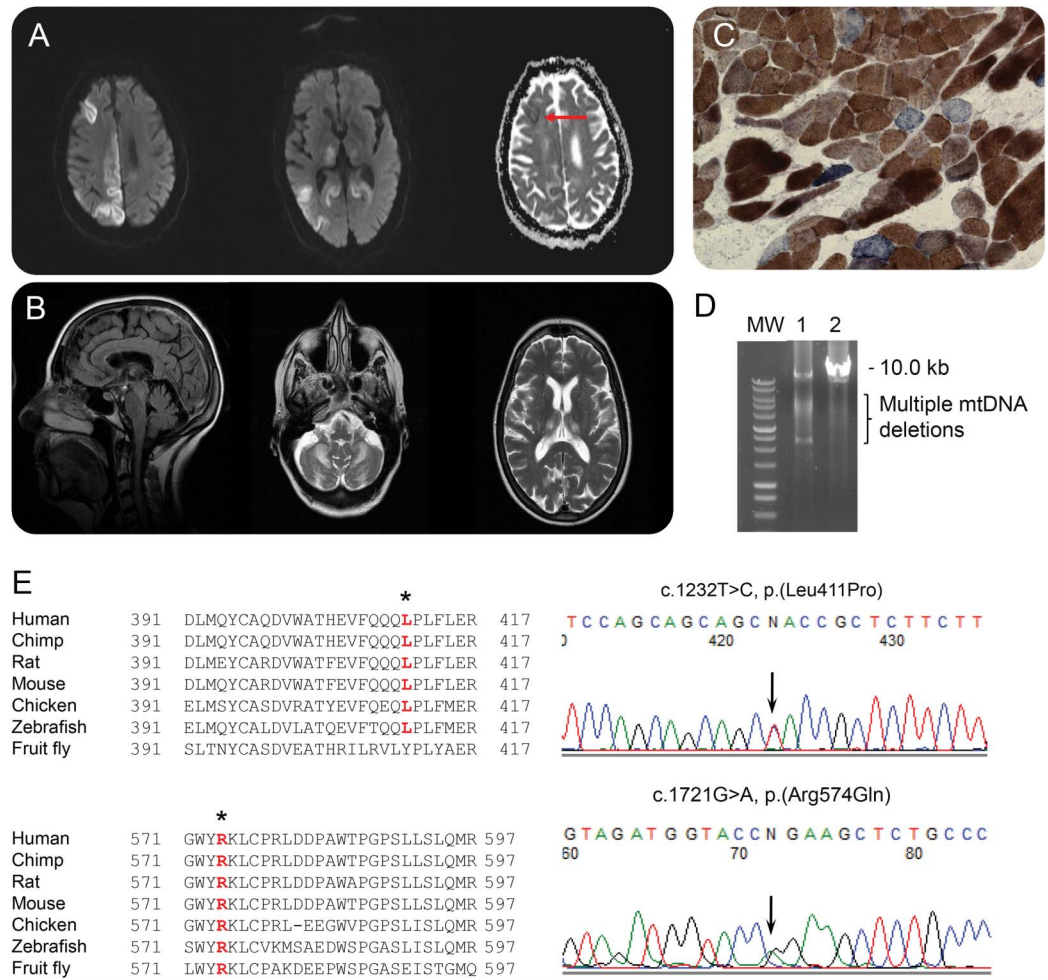 A
B
C
D
MW 1 2
- 10.0 kb
Multiple mtDNA
deletions
E
*
Human 391 DLMQYCAQDVWATHEVFQQQLPLFLER 417
Chimp 391 DLMQYCAQDVWATHEVFQQQLPLFLER 417
Rat 391 DLMEYCARDVWATFEVFQQQLPLFLER 417
Mouse 391 DLMQYCARDVWATFEVFQQQLPLFLER 417
Chicken 391 ELMSYCASDVRATYEVFQEQLPLFMER 417
Zebrafish 391 ELMQYCALDVLATQEVFTQQLPLFMER 417
Fruit fly 391 SLTNYCASDVEATHRILRVLYPLYAER 417
c.1232T>C, p.(Leu411Pro)
TCCAGCAGCAGCNACCGCTCTTCTT
0 420 430
*
Human 571 GWYRKLCPRLDDPAWTPGPSLLSLQMR 597
Chimp 571 GWYRKLCPRLDDPAWTPGPSLLSLQMR 597
Rat 571 GWYRKLCPRLDDPAWAPGPSLLSLQMR 597
Mouse 571 GWYRKLCPRLDDPAWTPGPSLLSLQMR 597
Chicken 571 GWYRKLCPRL-EEGWVPGPSLLSLQMR 597
Zebrafish 571 SWYRKLCVKMSAEDWSPGASLISLQMR 597
Fruit fly 571 LWYRKLCPAKDEEPWSPGASEISTGMQ 597
c.1721G>A, p.(Arg574Gln)
GTAGATGGTACCNGAAGCTCTGCCC
60 70 80